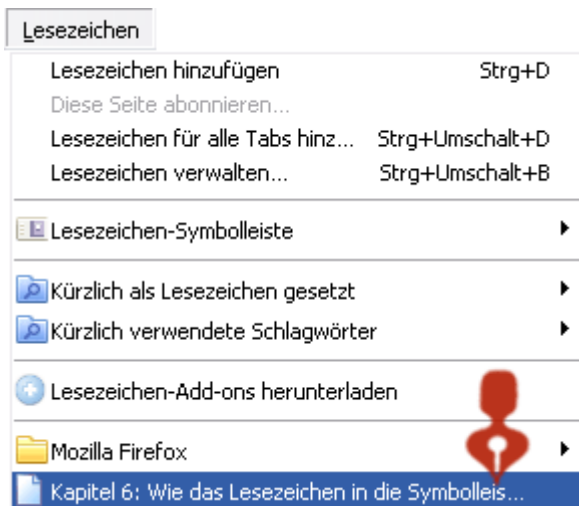 Lesezeichen
Lesezeichen hinzufügen Strg+D
Diese Seite abonnieren...
Lesezeichen für alle Tabs hinz... Strg+Umschalt+D
Lesezeichen verwalten... Strg+Umschalt+B
Lesezeichen-Symbolleiste
Kürzlich als Lesezeichen gesetzt
Kürzlich verwendete Schlagwörter
Lesezeichen-Add-ons herunterladen
Mozilla Firefox
Kapitel 6: Wie das Lesezeichen in die Symbolleis...